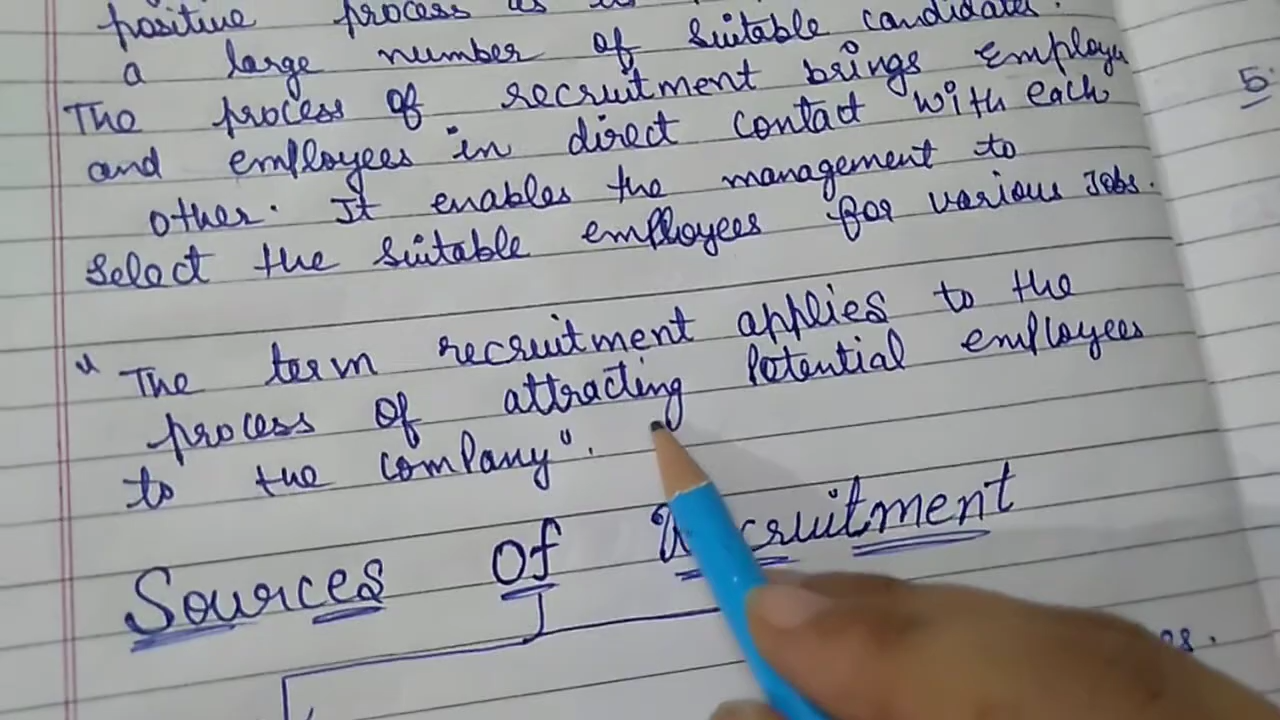 positive process as
a large number of suitable candidates.
The process of recruitment brings Employe
and employees in direct contact with each
other. It enables the management to
select the suitable employees for various Jobs.
"The term recruitment applies to the
process of attracting Potential employees
to the company".
Sources Of Recruitment
5